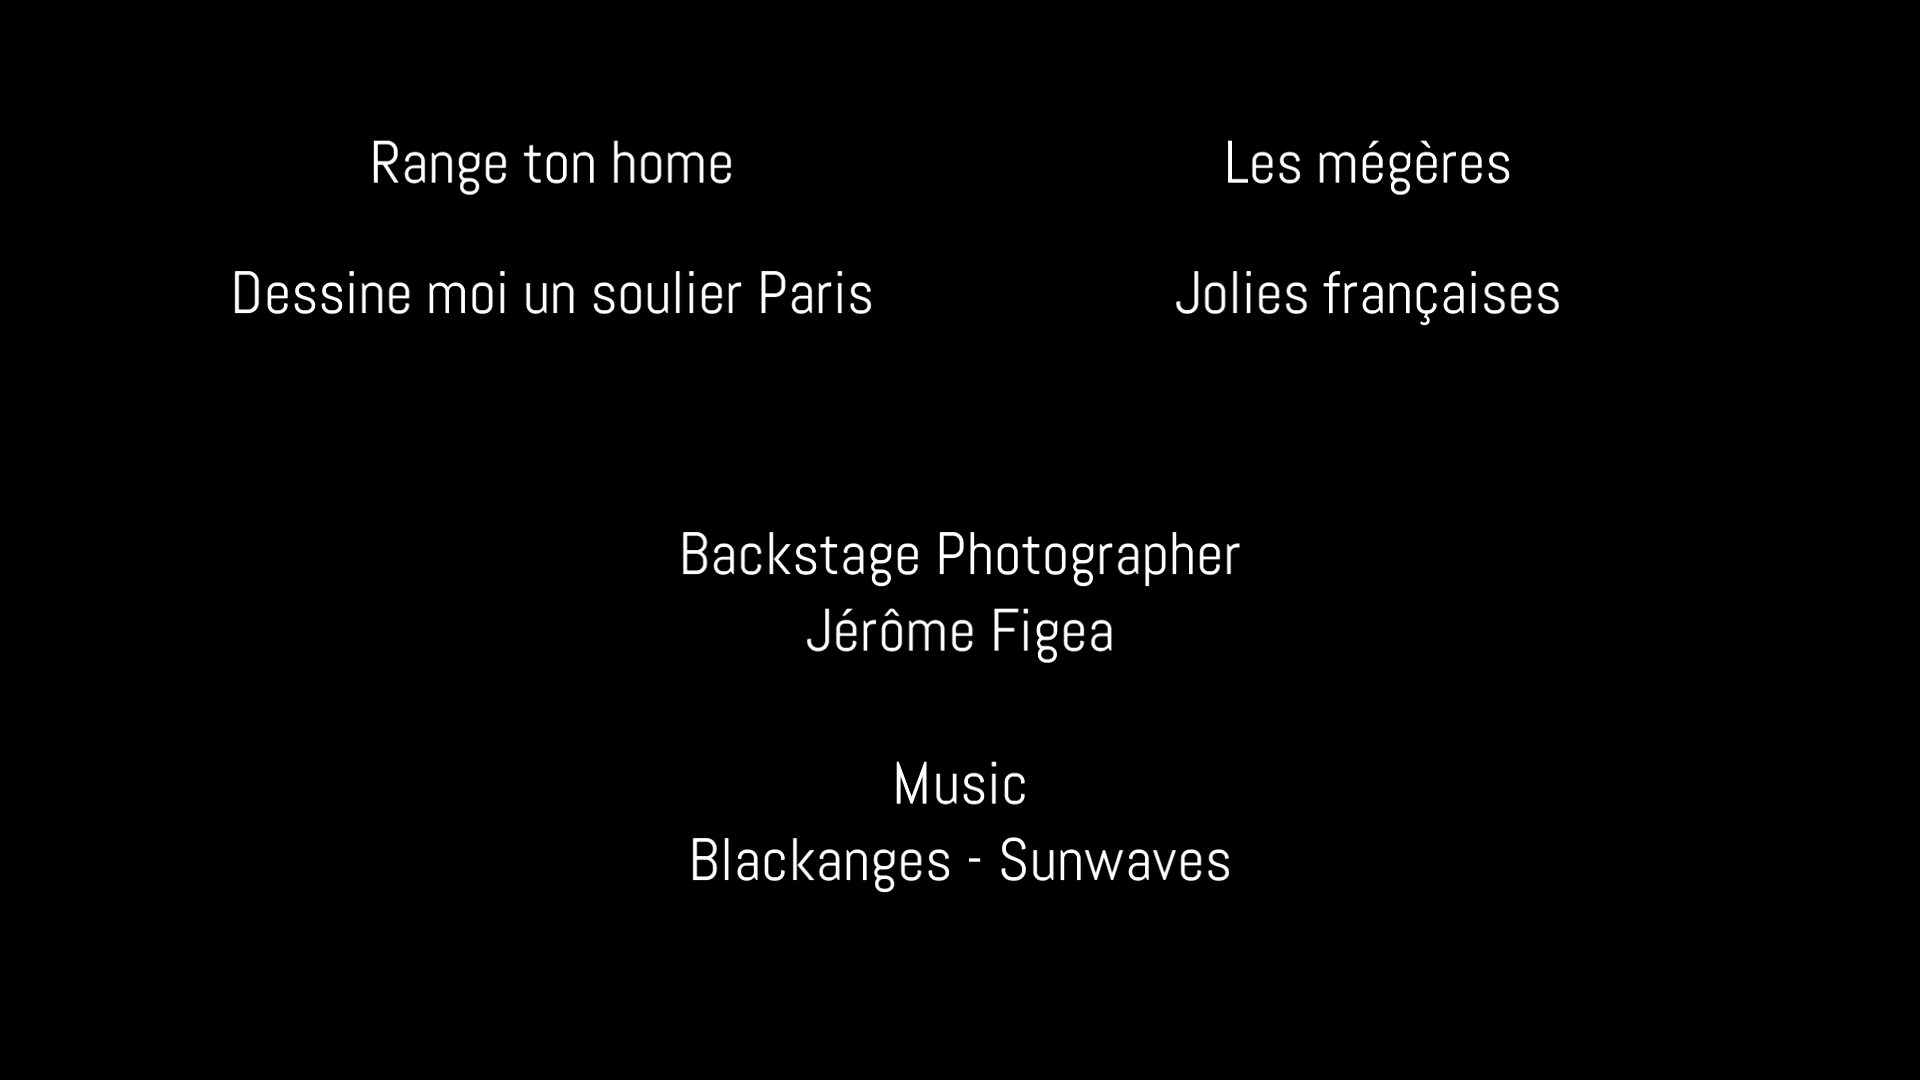 Range ton home
Les mégères
Dessine moi un soulier Paris
Jolies françaises
Backstage Photographer
Jérôme Figea
Music
Blackanges - Sunwaves